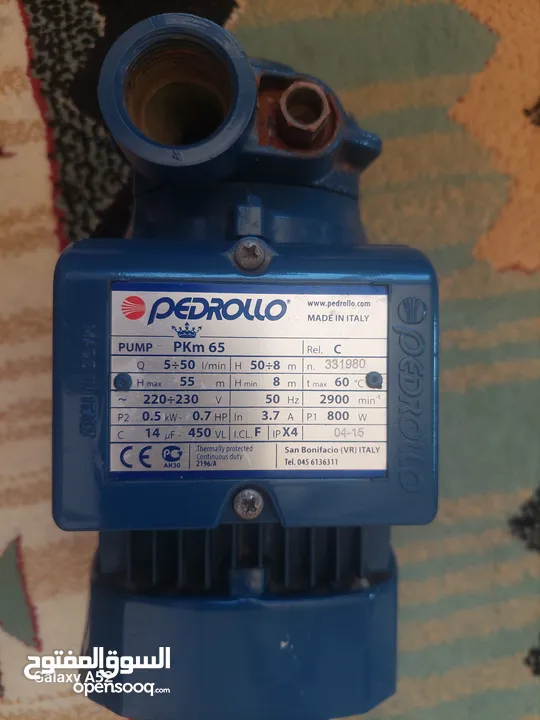 PEDROLLO®
www.pedrollo.com
MADE IN ITALY
PUMP PKm 65 Rel. C
Q 5÷50 l/min H 50÷8 m n. 331980
H max 55 m H min 8 m t max 60 °C
~ 220÷230 V 50 Hz 2900 min⁻¹
P2 0.5 kW - 0.7 HP In 3.7 A P1 800 W
C 14 µF - 450 VL I.CL. F IP X4 04-15
CE
AИ30
Thermally protected
Continuous duty
2196/A
San Bonifacio (VR) ITALY
Tel. 045 6136311
PEDROLLO
السوق المفتوح
Galaxy A52
opensooq.com